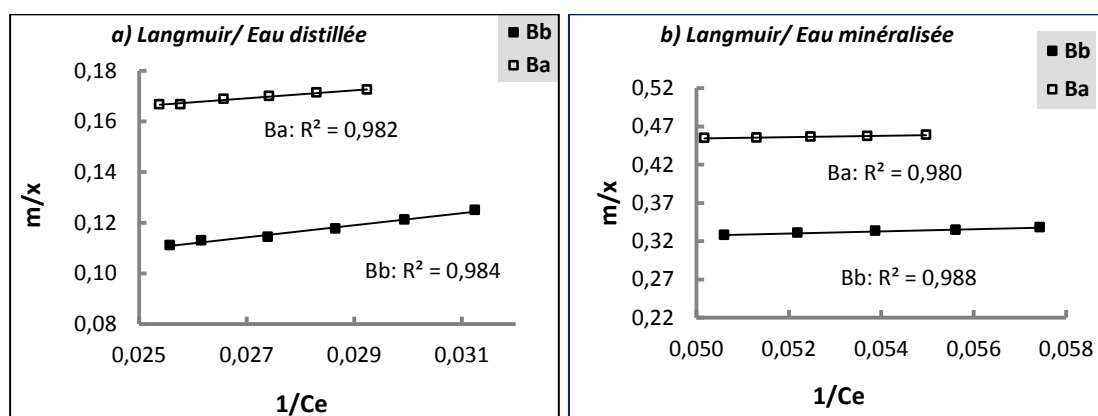 a) Langmuir/ Eau distillée
Bb
Ba
0,18
0,16
0,14
0,12
0,10
0,08
m/x
Ba: R² = 0,982
Bb: R² = 0,984
0,025 0,027 0,029 0,031
1/Ce
b) Langmuir/ Eau minéralisée
Bb
Ba
0,52
0,47
0,42
0,37
0,32
0,27
0,22
m/x
Ba: R² = 0,980
Bb: R² = 0,988
0,050 0,052 0,054 0,056 0,058
1/Ce